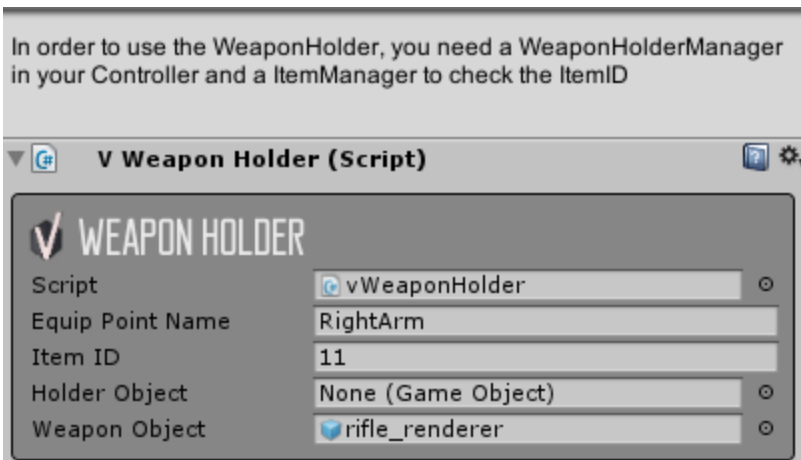 In order to use the WeaponHolder, you need a WeaponHolderManager
in your Controller and a ItemManager to check the ItemID
V Weapon Holder (Script)
WEAPON HOLDER
Script vWeaponHolder
Equip Point Name RightArm
Item ID 11
Holder Object None (Game Object)
Weapon Object rifle_renderer